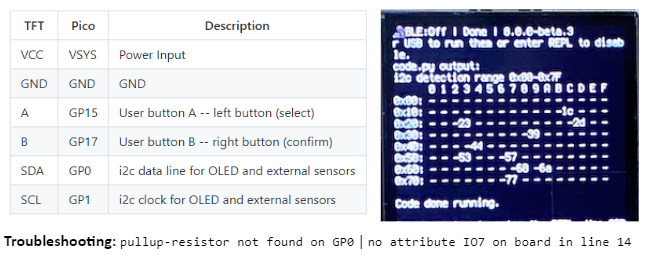 TFT Pico Description
VCC VSYS Power Input
GND GND GND
A GP15 User button A -- left button (select)
B GP17 User button B -- right button (confirm)
SDA GP0 i2c data line for OLED and external sensors
SCL GP1 i2c clock for OLED and external sensors
BLE:Off | Done | 8.0.0-beta.3
r USB to run them or enter REPL to disab
le.
code.py output:
i2c detection range 0x00-0x7F
0 1 2 3 4 5 6 7 8 9 A B C D E F
0x00: - - - - - - - - - - - - - - - -
0x10: - - - - - - - - - - - -1c- - -
0x20: - - -23- - - - - - - - -2d- -
0x30: - - - - - - - - -39- - - - - -
0x40: - - - -44- - - - - - - - - - -
0x50: - - -53- - -57- - - - - - - -
0x60: - - - - - - - -68 -6a- - - - -
0x70: - - - - - - -77- - - - - - - -
Code done running.
Troubleshooting: pullup-resistor not found on GP0 | no attribute IO7 on board in line 14